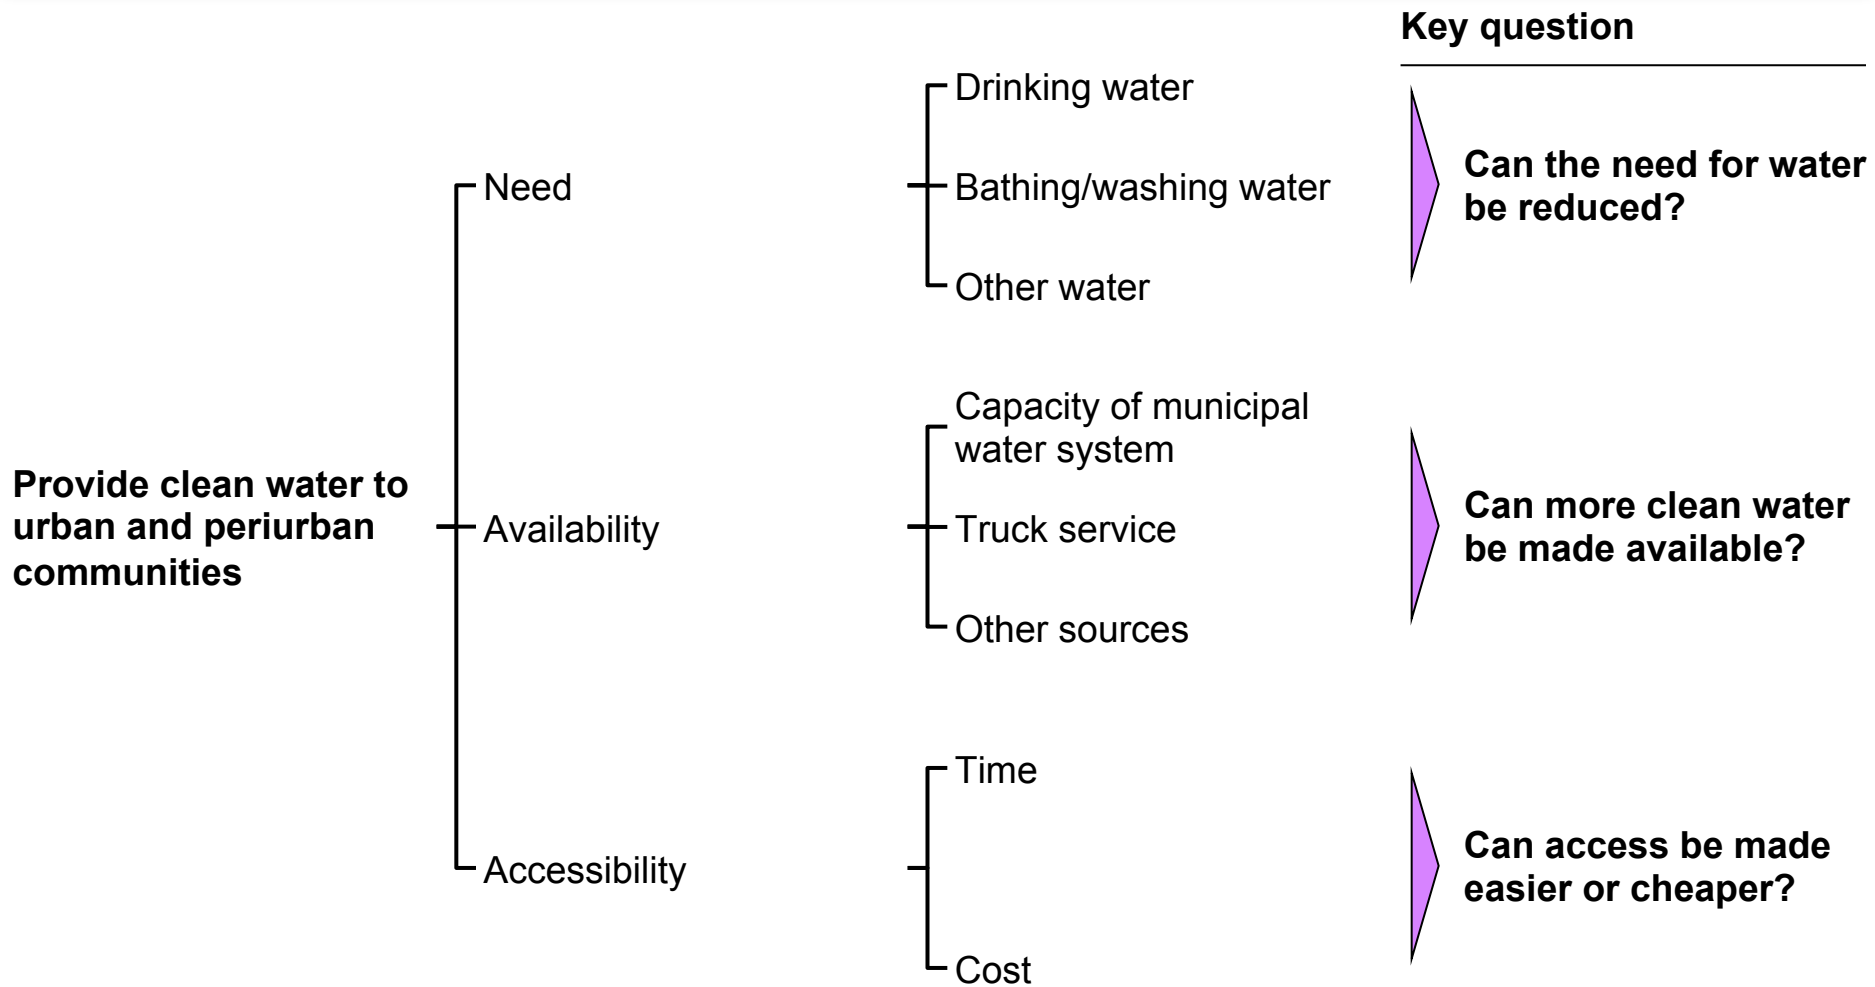 Key question
Drinking water
Need
Bathing/washing water
Other water
Can the need for water
be reduced?
Provide clean water to
urban and periurban
communities
Availability
Capacity of municipal
water system
Truck service
Other sources
Can more clean water
be made available?
Accessibility
Time
Cost
Can access be made
easier or cheaper?